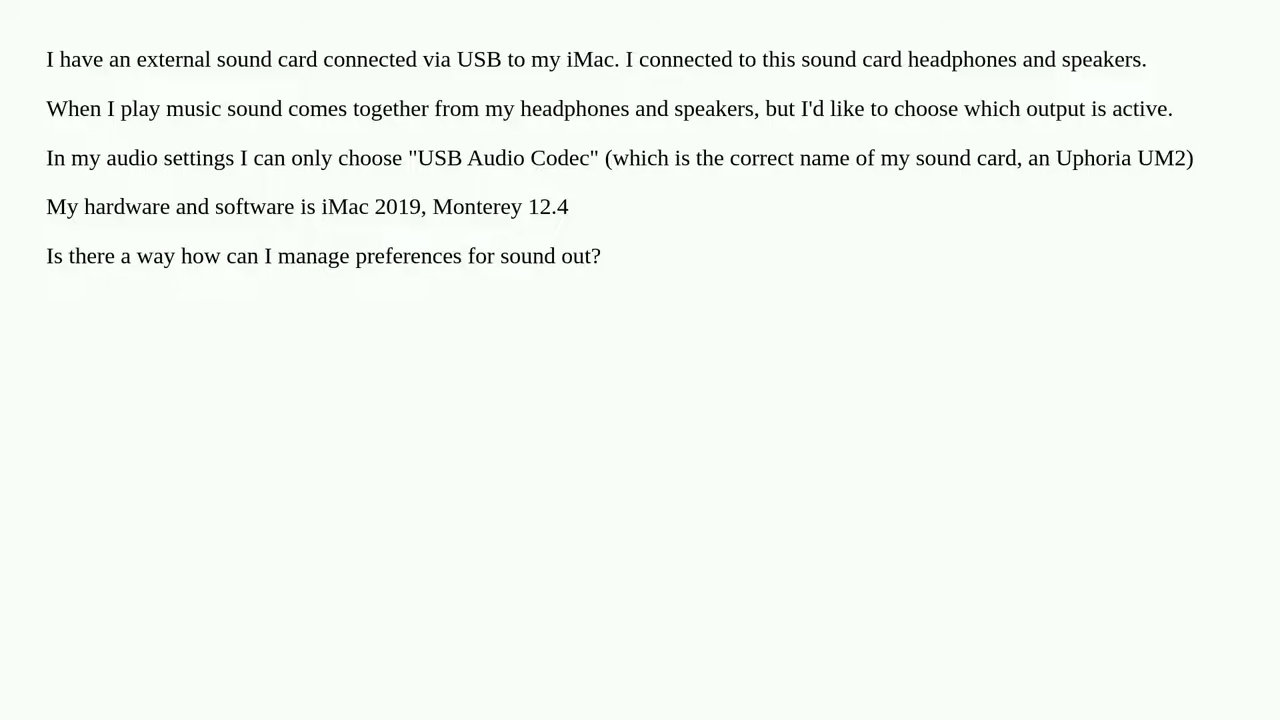 I have an external sound card connected via USB to my iMac. I connected to this sound card headphones and speakers.
When I play music sound comes together from my headphones and speakers, but I'd like to choose which output is active.
In my audio settings I can only choose "USB Audio Codec" (which is the correct name of my sound card, an Uphoria UM2)
My hardware and software is iMac 2019, Monterey 12.4
Is there a way how can I manage preferences for sound out?